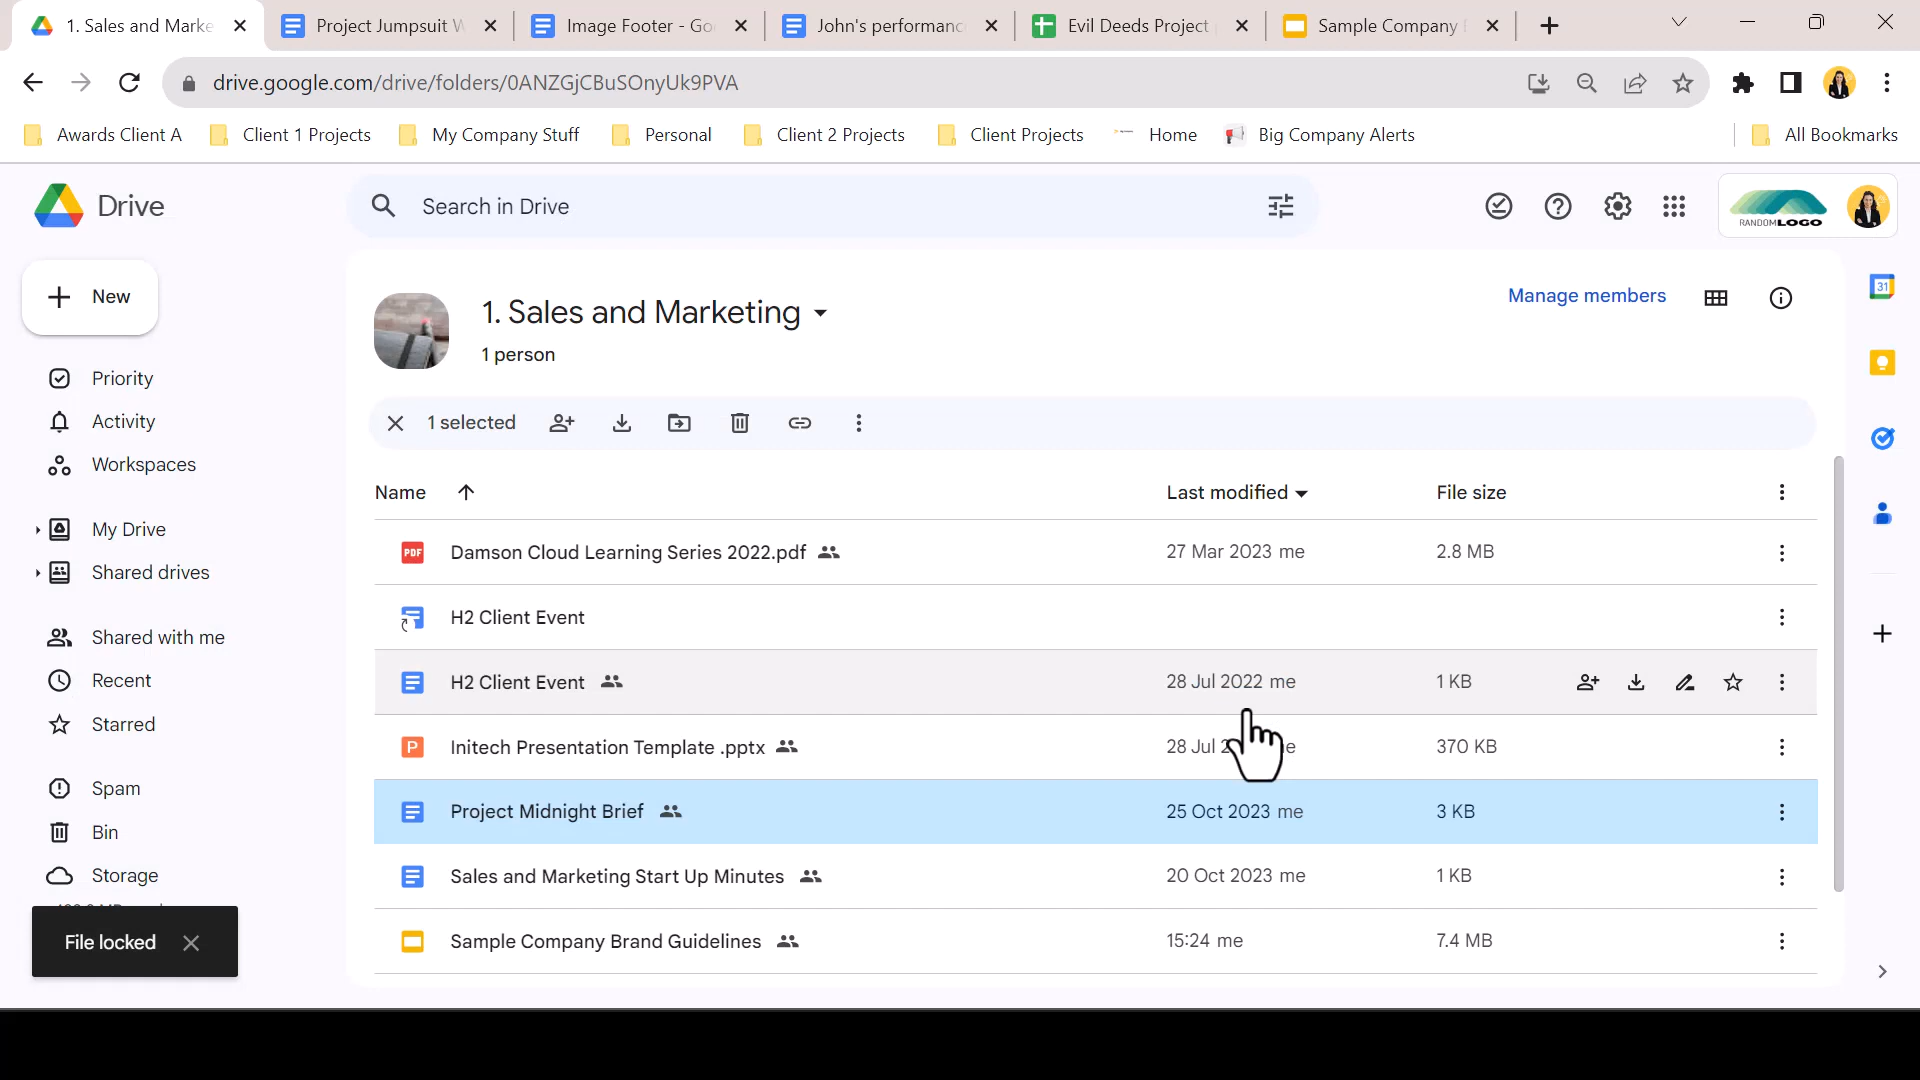 1. Sales and Marke
Project Jumpsuit W
Image Footer - Go
John's performanc
Evil Deeds Project
Sample Company
drive.google.com/drive/folders/0ANZGjCBuSOnyUk9PVA
Awards Client A
Client 1 Projects
My Company Stuff
Personal
Client 2 Projects
Client Projects
Home
Big Company Alerts
All Bookmarks
Drive
Search in Drive
RANDOMLOGO
New
1. Sales and Marketing
1 person
Manage members
31
Priority
Activity
Workspaces
My Drive
Shared drives
Shared with me
Recent
Starred
Spam
Bin
Storage
File locked
1 selected
Name Last modified File size
PDF Damson Cloud Learning Series 2022.pdf 27 Mar 2023 me 2.8 MB
H2 Client Event
H2 Client Event 28 Jul 2022 me 1 KB
P Initech Presentation Template .pptx 28 Jul 370 KB
Project Midnight Brief 25 Oct 2023 me 3 KB
Sales and Marketing Start Up Minutes 20 Oct 2023 me 1 KB
Sample Company Brand Guidelines 15:24 me 7.4 MB